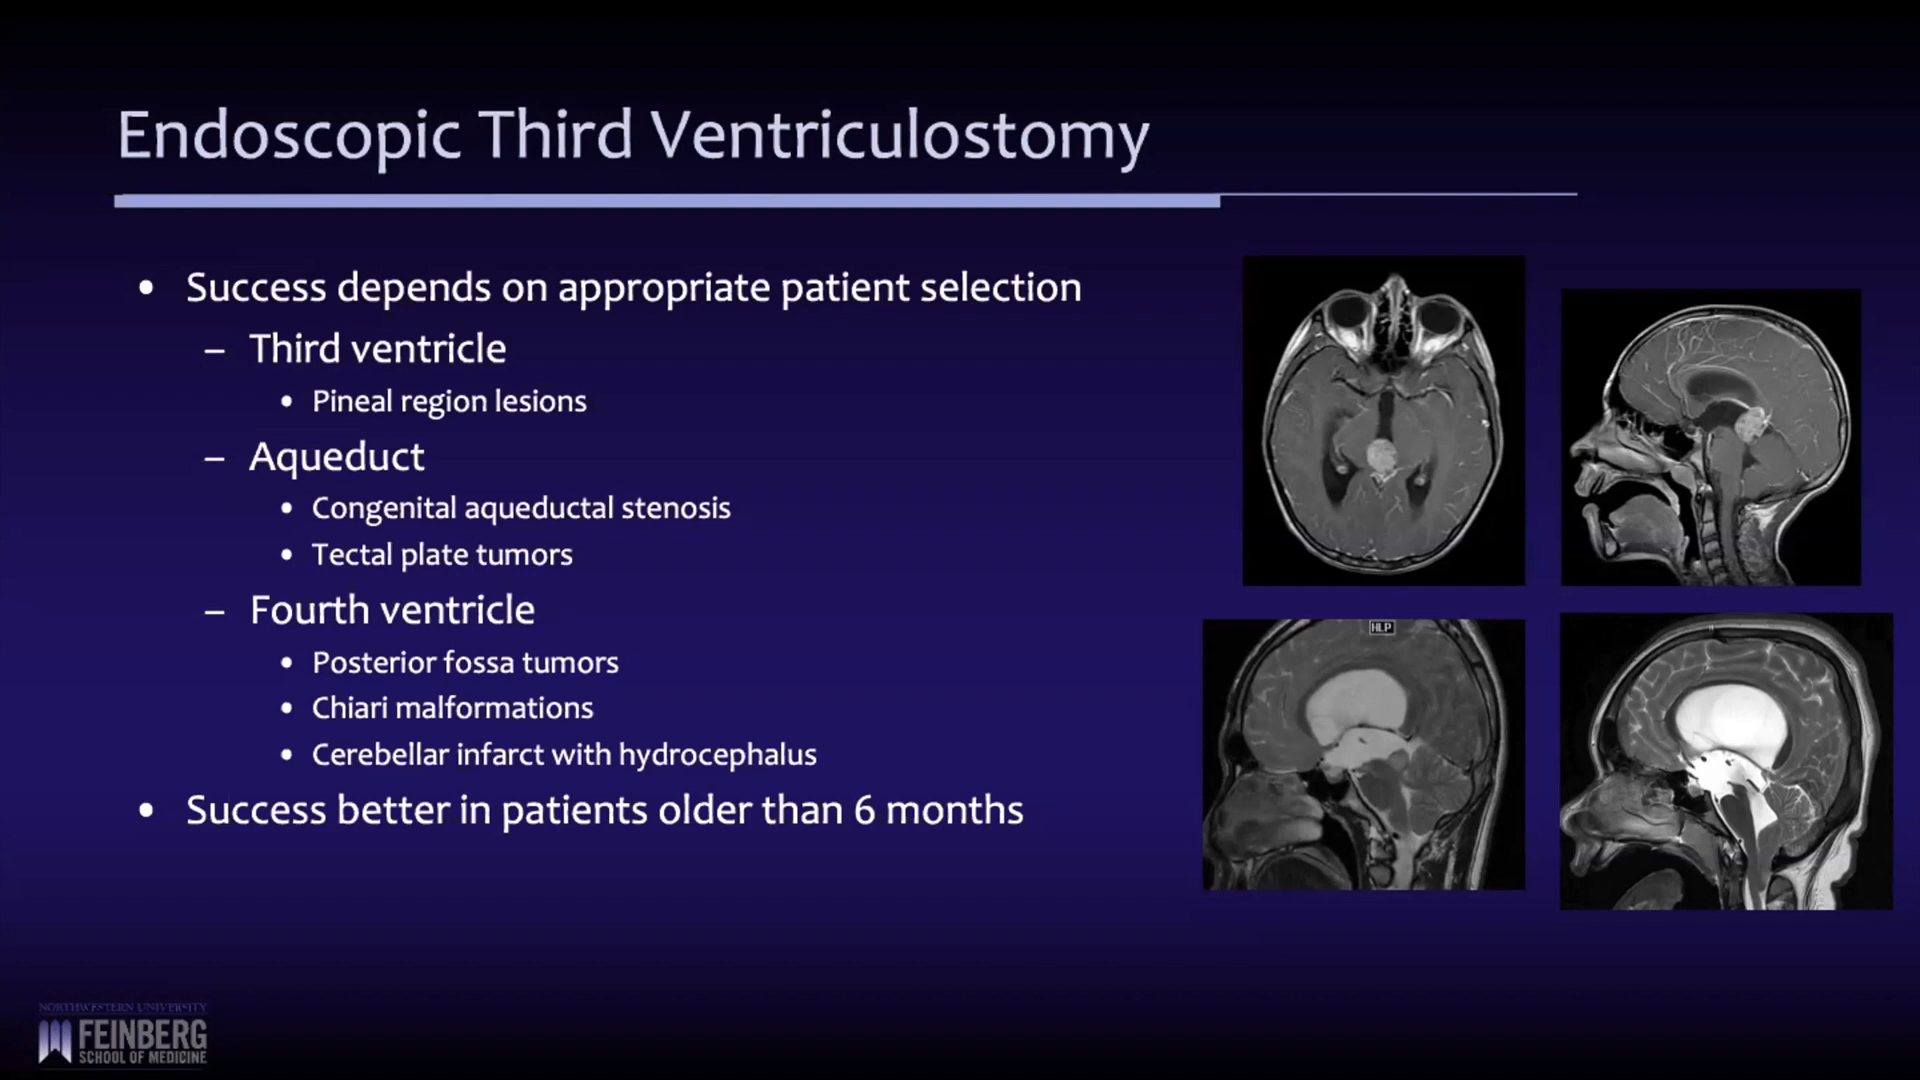 Endoscopic Third Ventriculostomy
• Success depends on appropriate patient selection
– Third ventricle
• Pineal region lesions
– Aqueduct
• Congenital aqueductal stenosis
• Tectal plate tumors
– Fourth ventricle
• Posterior fossa tumors
• Chiari malformations
• Cerebellar infarct with hydrocephalus
• Success better in patients older than 6 months
HLP
NORTHWESTERN UNIVERSITY
FEINBERG
SCHOOL OF MEDICINE